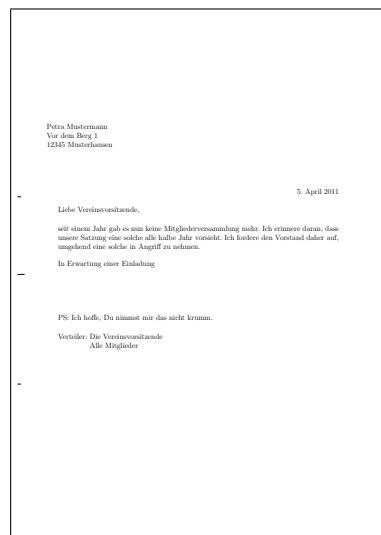 Petra Mustermann
Vor dem Berg 1
12345 Musterhausen
5. April 2011
Liebe Vereinsvorsitzende,
seit einem Jahr gab es nun keine Mitgliederversammlung mehr. Ich erinnere daran, dass
unsere Satzung eine solche alle halbe Jahr vorsieht. Ich fordere den Vorstand daher auf,
umgehend eine solche in Angriff zu nehmen.
In Erwartung einer Einladung
PS: Ich hoffe, Du nimmst mir das nicht krumm.
Verteiler: Die Vereinsvorsitzende
Alle Mitglieder